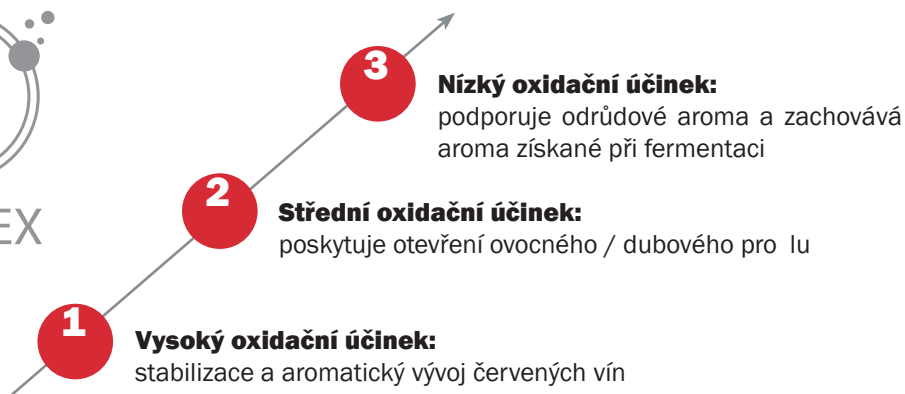 3
Nízký oxidační účinek:
podporuje odrůdové aroma a zachovává
aroma získané při fermentaci
2
Střední oxidační účinek:
poskytuje otevření ovocného / dubového pro lu
EX
1
Vysoký oxidační účinek:
stabilizace a aromatický vývoj červených vín